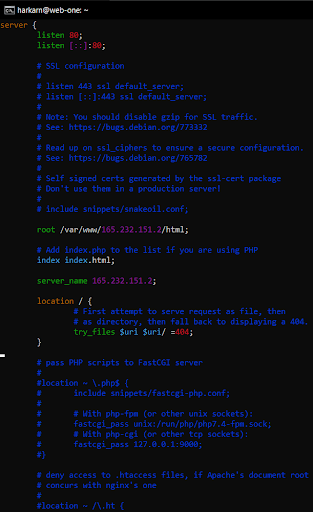 harkarn@web-one: ~
server {
listen 80;
listen [::]:80;
# SSL configuration
#
# listen 443 ssl default_server;
# listen [::]:443 ssl default_server;
#
# Note: You should disable gzip for SSL traffic.
# See: https://bugs.debian.org/773332
#
# Read up on ssl_ciphers to ensure a secure configuration.
# See: https://bugs.debian.org/765782
#
# Self signed certs generated by the ssl-cert package
# Don't use them in a production server!
#
# include snippets/snakeoil.conf;
root /var/www/165.232.151.2/html;
# Add index.php to the list if you are using PHP
index index.html;
server_name 165.232.151.2;
location / {
# First attempt to serve request as file, then
# as directory, then fall back to displaying a 404.
try_files $uri $uri/ =404;
}
# pass PHP scripts to FastCGI server
#
#location ~ \.php$ {
#       include snippets/fastcgi-php.conf;
#
#       # With php-fpm (or other unix sockets):
#       fastcgi_pass unix:/run/php/php7.4-fpm.sock;
#       # With php-cgi (or other tcp sockets):
#       fastcgi_pass 127.0.0.1:9000;
#}
# deny access to .htaccess files, if Apache's document root
# concurs with nginx's one
#
#location ~ /\.ht {